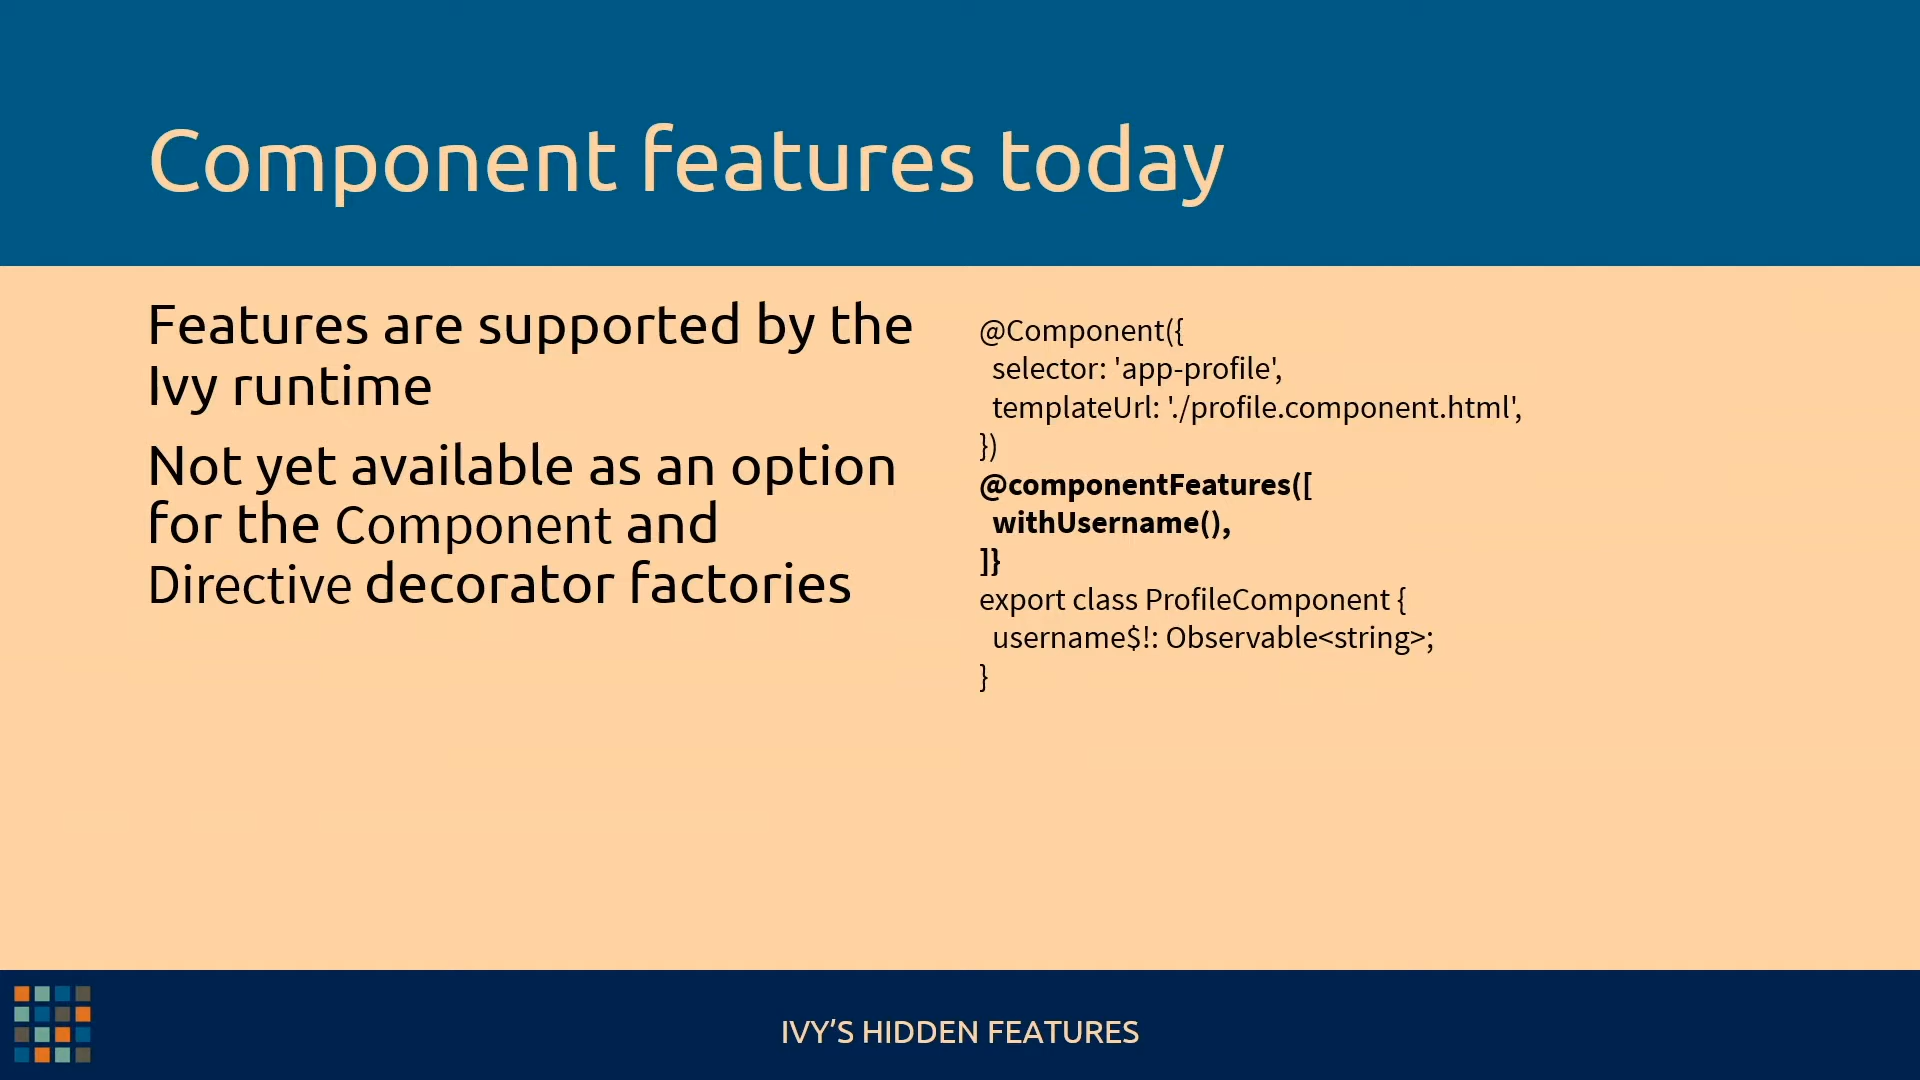 Component features today
Features are supported by the
Ivy runtime
Not yet available as an option
for the Component and
Directive decorator factories
@Component({
  selector: 'app-profile',
  templateUrl: './profile.component.html',
})
@componentFeatures([
  withUsername(),
]}
export class ProfileComponent {
  username$!: Observable<string>;
}
IVY’S HIDDEN FEATURES